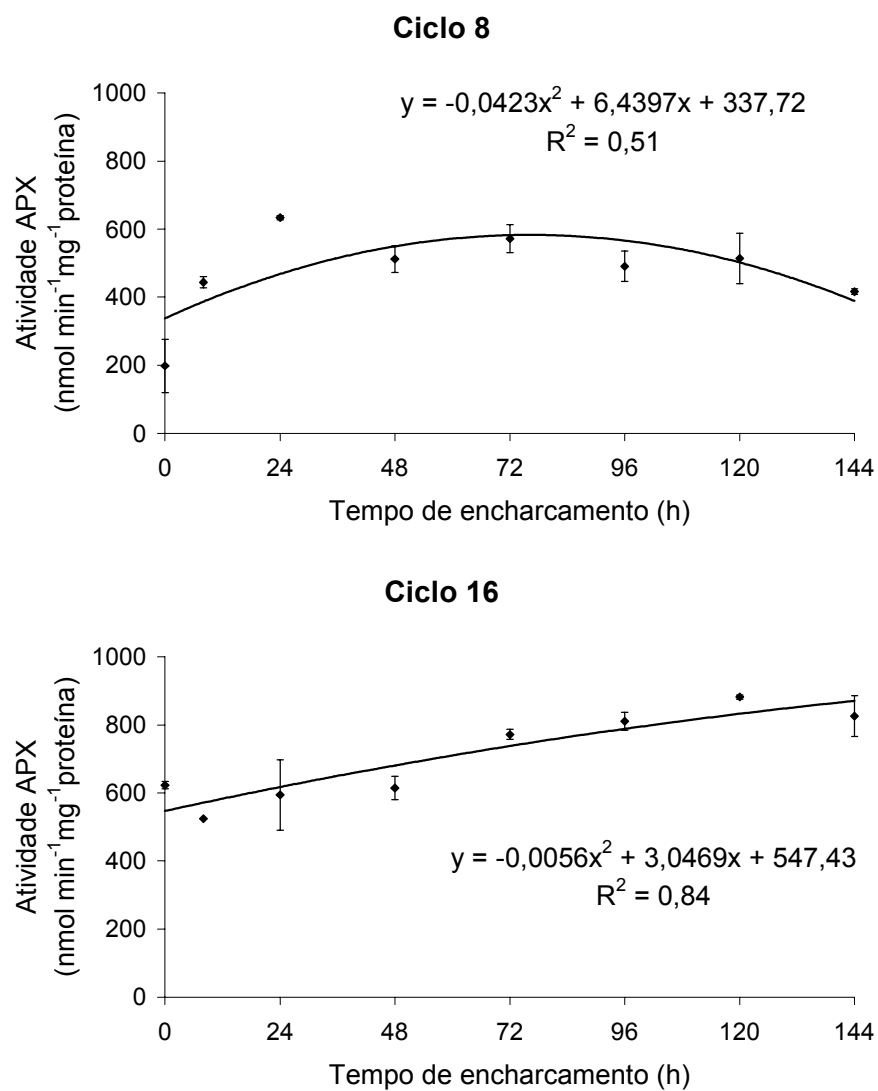 Ciclo 8
y = -0,0423x² + 6,4397x + 337,72
R² = 0,51
Atividade APX
(nmol min⁻¹mg⁻¹proteína)
1000
800
600
400
200
0
0 24 48 72 96 120 144
Tempo de encharcamento (h)
Ciclo 16
Atividade APX
(nmol min⁻¹mg⁻¹proteína)
1000
800
600
400
200
0
y = -0,0056x² + 3,0469x + 547,43
R² = 0,84
0 24 48 72 96 120 144
Tempo de encharcamento (h)